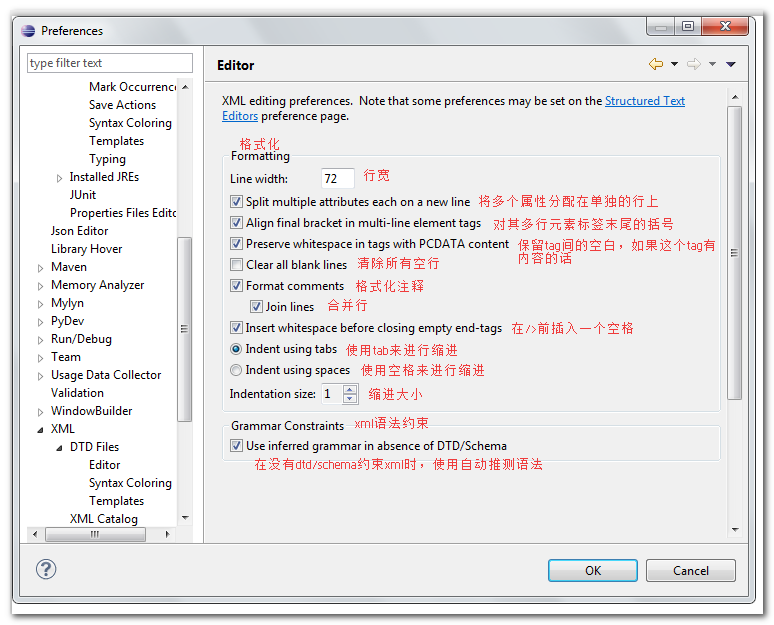 Preferences
type filter text
Editor
Mark Occurrenc
Save Actions
Syntax Coloring
Templates
Typing
Installed JREs
JUnit
Properties Files Edito
Json Editor
Library Hover
Maven
Memory Analyzer
Mylyn
PyDev
Run/Debug
Team
Usage Data Collector
Validation
WindowBuilder
XML
DTD Files
Editor
Syntax Coloring
Templates
XML Catalog
XML editing preferences.  Note that some preferences may be set on the Structured Text
Editors preference page.
格式化
Formatting
Line width: 72 行宽
Split multiple attributes each on a new line 将多个属性分配在单独的行上
Align final bracket in multi-line element tags 对其多行元素标签末尾的括号
Preserve whitespace in tags with PCDATA content 保留tag间的空白，如果这个tag有
内容的话
Clear all blank lines 清除所有空行
Format comments 格式化注释
Join lines 合并行
Insert whitespace before closing empty end-tags 在/>前插入一个空格
Indent using tabs 使用tab来进行缩进
Indent using spaces 使用空格来进行缩进
Indentation size: 1 缩进大小
Grammar Constraints xml语法约束
Use inferred grammar in absence of DTD/Schema
在没有dtd/schema约束xml时，使用自动推测语法
?
OK
Cancel